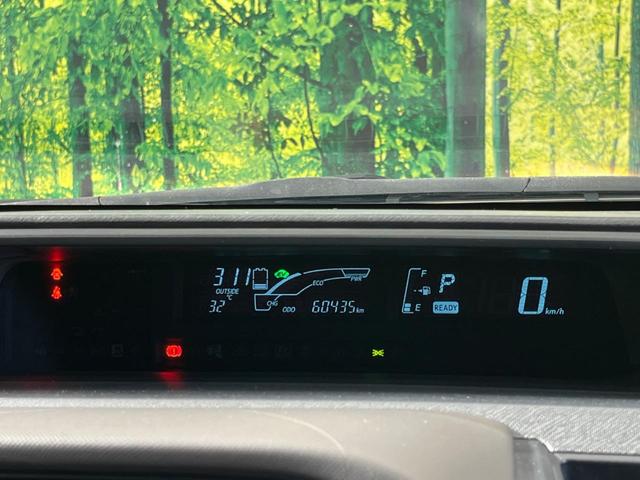 311
OUTSIDE
32°C
ECO
PWR
CHG
ODO 60435km
F
E
P
READY
0
km/h